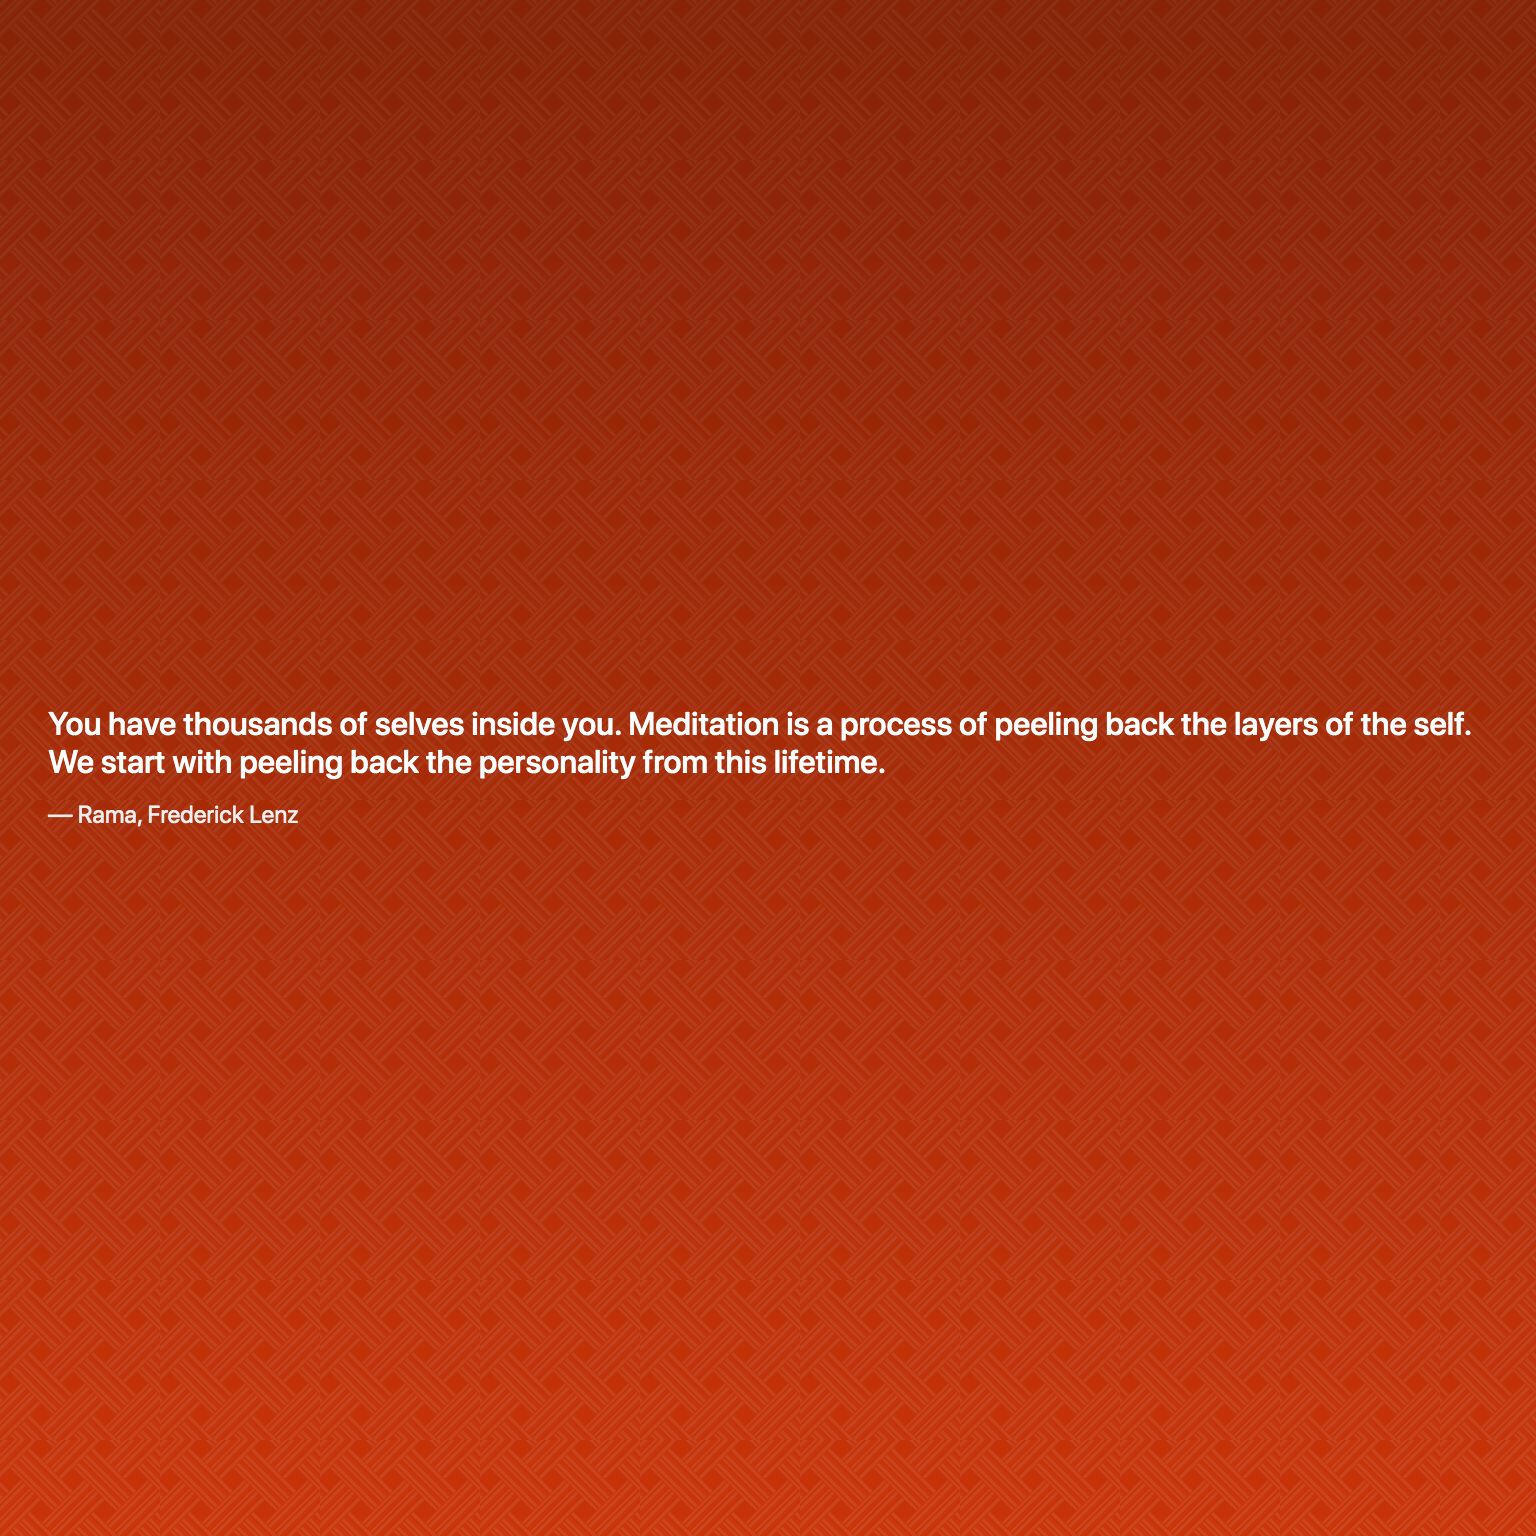 You have thousands of selves inside you. Meditation is a process of peeling back the layers of the self.
We start with peeling back the personality from this lifetime.
— Rama, Frederick Lenz